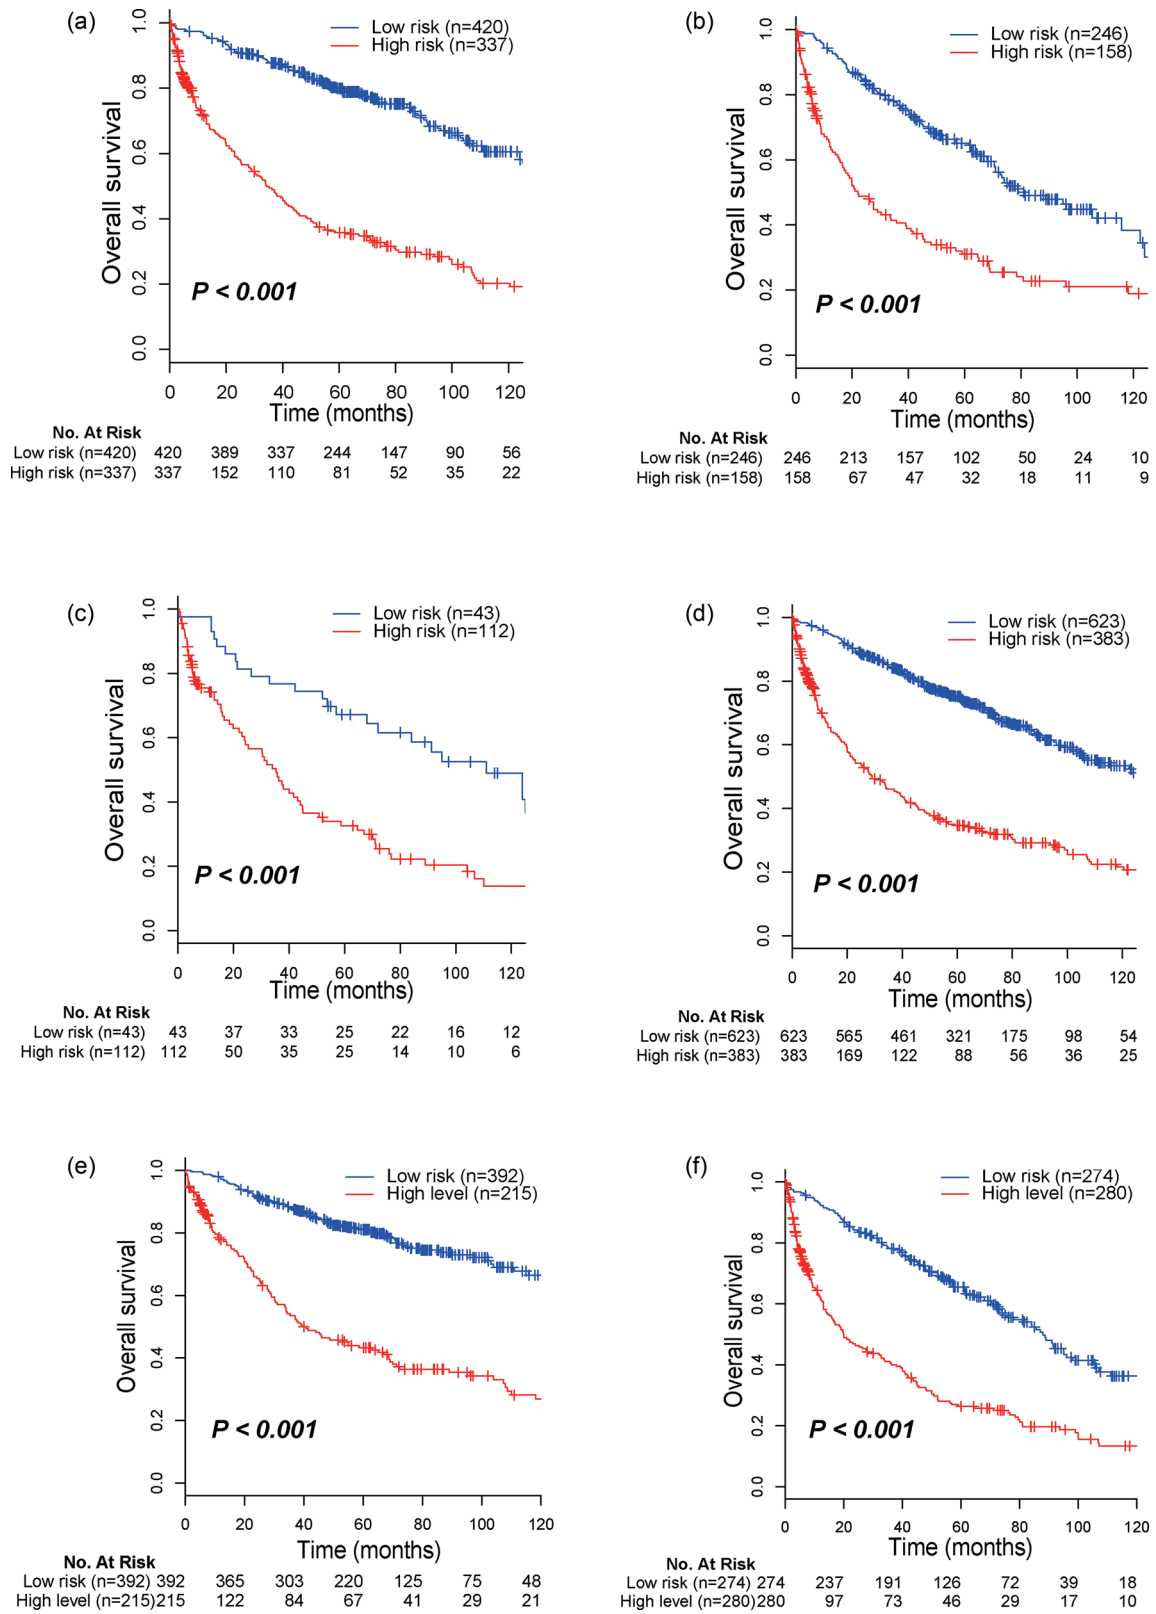 (a)
Low risk (n=420)
High risk (n=337)
Overall survival
1.0
0.8
0.6
0.4
0.2
0.0
P < 0.001
0 20 40 60 80 100 120
Time (months)
No. At Risk
Low risk (n=420) 420 389 337 244 147 90 56
High risk (n=337) 337 152 110 81 52 35 22
(b)
Low risk (n=246)
High risk (n=158)
Overall survival
1.0
0.8
0.6
0.4
0.2
0.0
P < 0.001
0 20 40 60 80 100 120
Time (months)
No. At Risk
Low risk (n=246) 246 213 157 102 50 24 10
High risk (n=158) 158 67 47 32 18 11 9
(c)
Low risk (n=43)
High risk (n=112)
Overall survival
1.0
0.8
0.6
0.4
0.2
0.0
P < 0.001
0 20 40 60 80 100 120
Time (months)
No. At Risk
Low risk (n=43) 43 37 33 25 22 16 12
High risk (n=112) 112 50 35 25 14 10 6
(d)
Low risk (n=623)
High risk (n=383)
Overall survival
1.0
0.8
0.6
0.4
0.2
0.0
P < 0.001
0 20 40 60 80 100 120
Time (months)
No. At Risk
Low risk (n=623) 623 565 461 321 175 98 54
High risk (n=383) 383 169 122 88 56 36 25
(e)
Low risk (n=392)
High level (n=215)
Overall survival
1.0
0.8
0.6
0.4
0.2
0.0
P < 0.001
0 20 40 60 80 100 120
Time (months)
No. At Risk
Low risk (n=392) 392 365 303 220 125 75 48
High level (n=215) 215 122 84 67 41 29 21
(f)
Low risk (n=274)
High level (n=280)
Overall survival
1.0
0.8
0.6
0.4
0.2
0.0
P < 0.001
0 20 40 60 80 100 120
Time (months)
No. At Risk
Low risk (n=274) 274 237 191 126 72 39 18
High level (n=280) 280 97 73 46 29 17 10